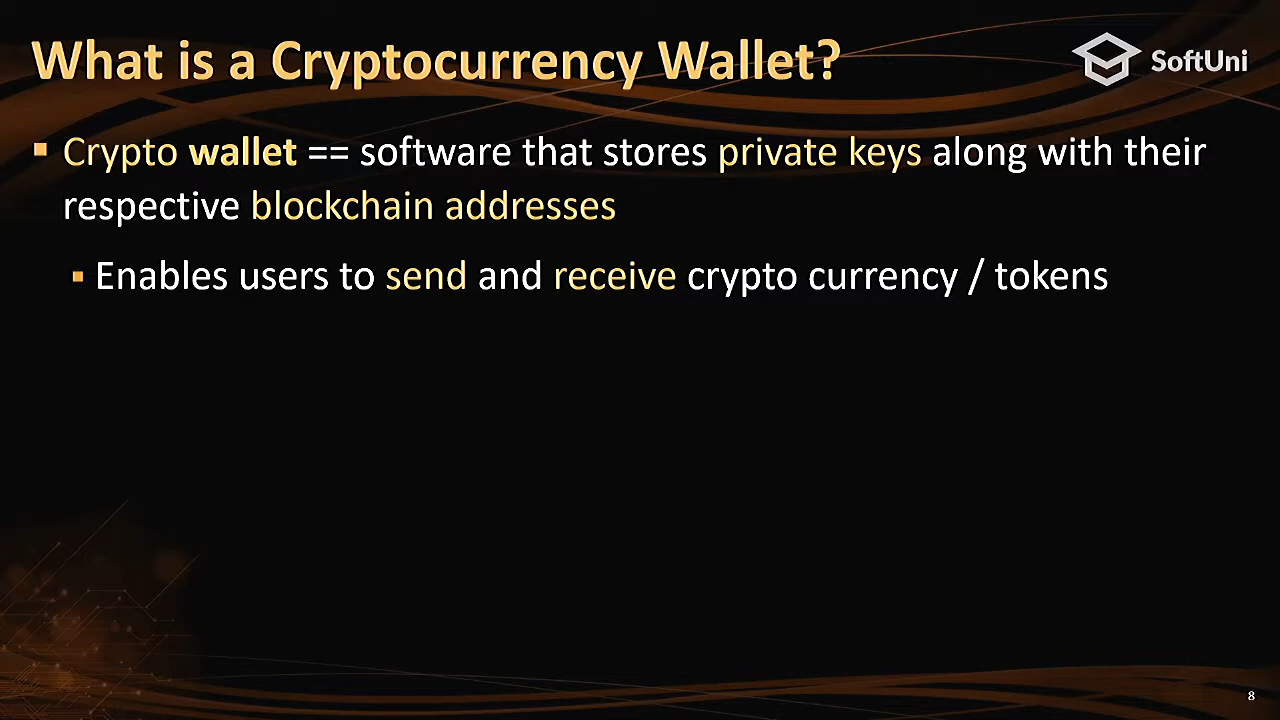 What is a Cryptocurrency Wallet?
SoftUni
▪ Crypto wallet == software that stores private keys along with their
respective blockchain addresses
▪ Enables users to send and receive crypto currency / tokens
8